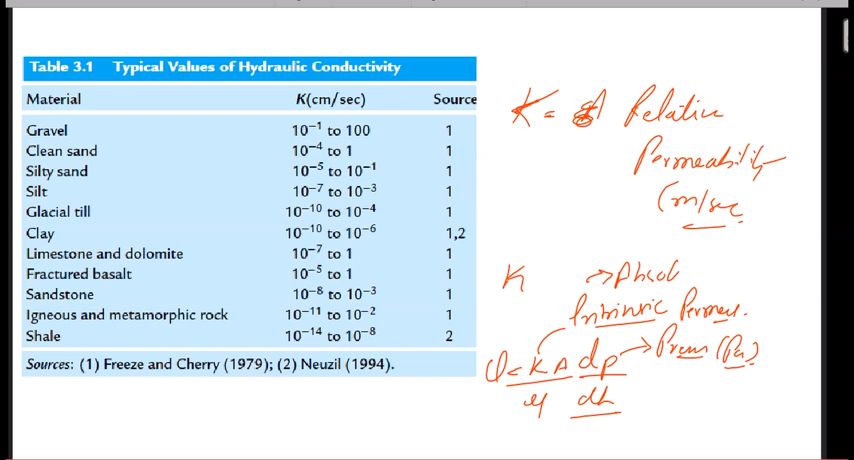 Table 3.1 Typical Values of Hydraulic Conductivity
Material K(cm/sec) Source
Gravel 10⁻¹ to 100 1
Clean sand 10⁻⁴ to 1 1
Silty sand 10⁻⁵ to 10⁻¹ 1
Silt 10⁻⁷ to 10⁻³ 1
Glacial till 10⁻¹⁰ to 10⁻⁴ 1
Clay 10⁻¹⁰ to 10⁻⁶ 1,2
Limestone and dolomite 10⁻⁷ to 1 1
Fractured basalt 10⁻⁵ to 1 1
Sandstone 10⁻⁸ to 10⁻³ 1
Igneous and metamorphic rock 10⁻¹¹ to 10⁻² 1
Shale 10⁻¹⁴ to 10⁻⁸ 2
Sources: (1) Freeze and Cherry (1979); (2) Neuzil (1994).
K = Relative
Permeability
(m/sec
K
Intrinsic
K A dp → (Pa)
dh